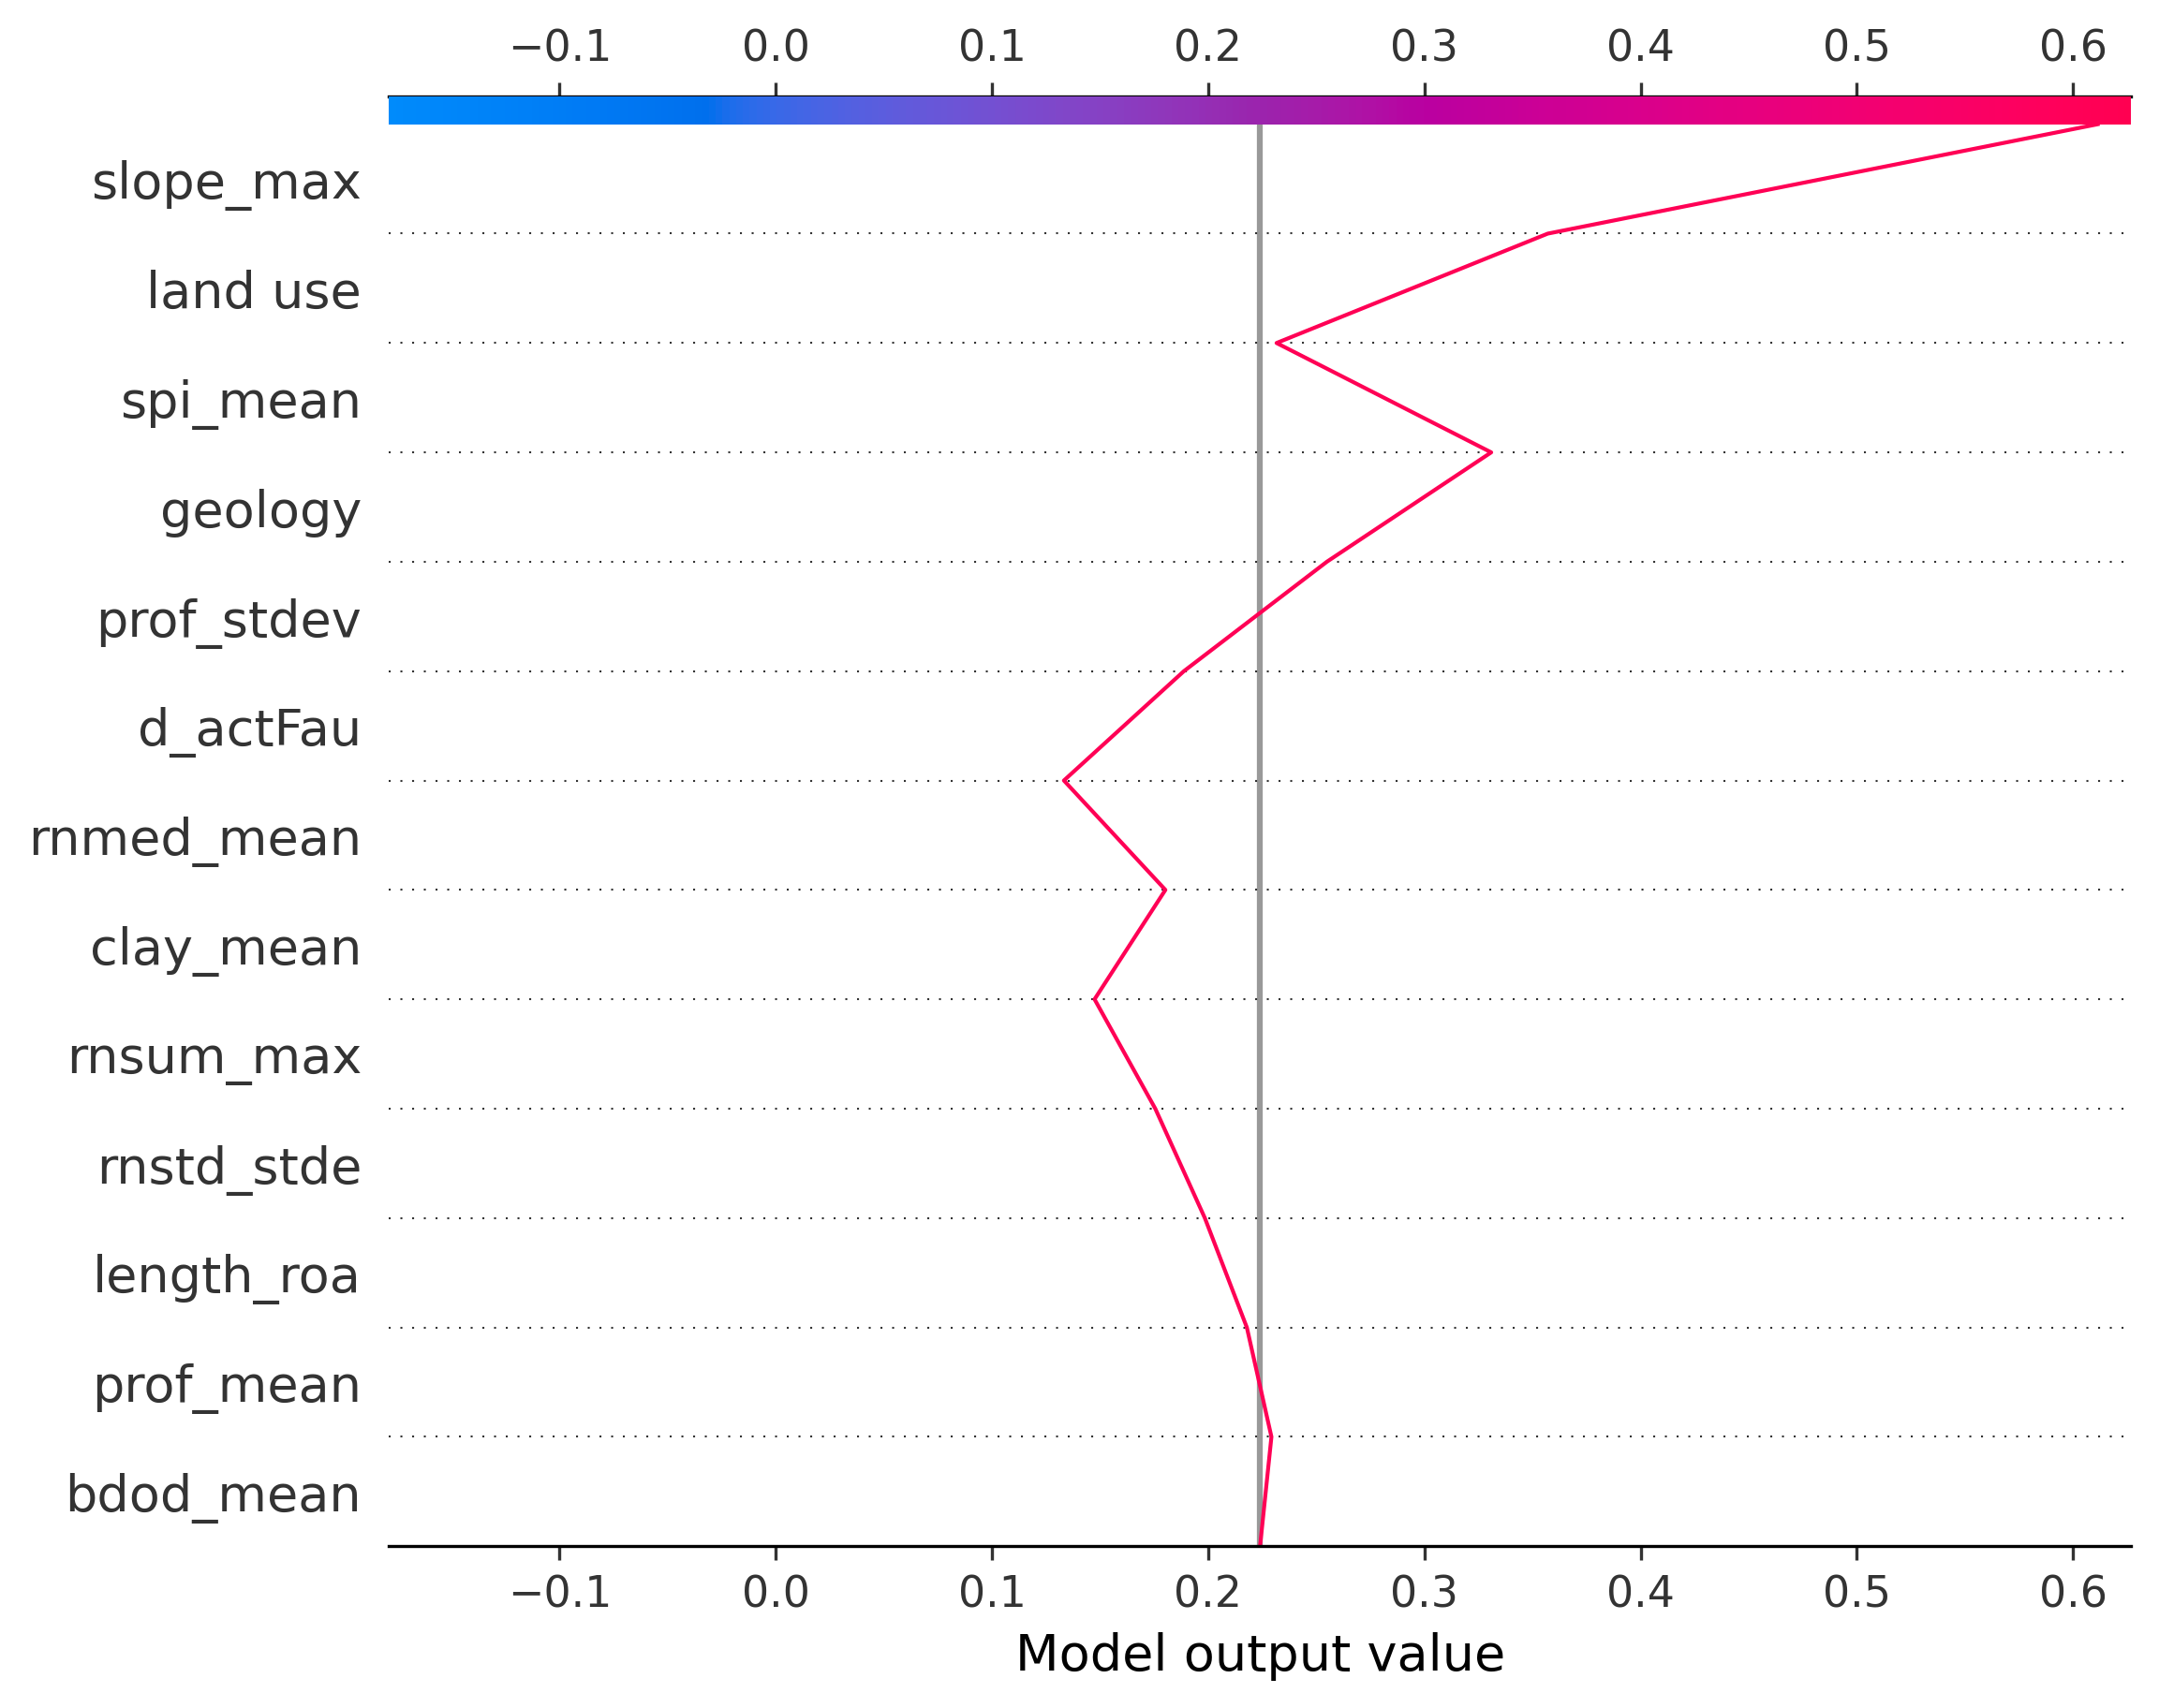 −0.1 0.0 0.1 0.2 0.3 0.4 0.5 0.6
slope_max
land use
spi_mean
geology
prof_stdev
d_actFau
rnmed_mean
clay_mean
rnsum_max
rnstd_stde
length_roa
prof_mean
bdod_mean
−0.1 0.0 0.1 0.2 0.3 0.4 0.5 0.6
Model output value